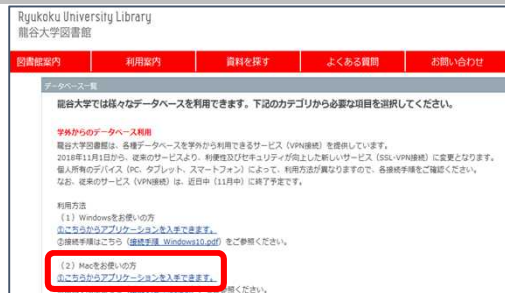 Ryukoku University Library
龍谷大学図書館
図書館案内 利用案内 資料を探す よくある質問 お問い合わせ
データベース一覧
龍谷大学では様々なデータベースを利用できます。下記のカテゴリから必要な項目を選択してください。
学外からのデータベース利用
龍谷大学図書館は、各種データベースを学外から利用できるサービス（VPN接続）を提供しています。
2018年11月1日から、従来のサービスより、利便性及びセキュリティが向上した新しいサービス（SSL-VPN接続）に変更となります。
個人所有のデバイス（PC、タブレット、スマートフォン）によって、利用方法が異なりますので、各接続手順をご確認ください。
なお、従来のサービス（VPN接続）は、近日中（11月中）に終了予定です。
利用方法
（１）Windowsをお使いの方
①こちらからアプリケーションを入手できます。
②接続手順はこちら（接続手順_Windows10.pdf）をご参照ください。
（２）Macをお使いの方
①こちらからアプリケーションを入手できます。
参照ください。